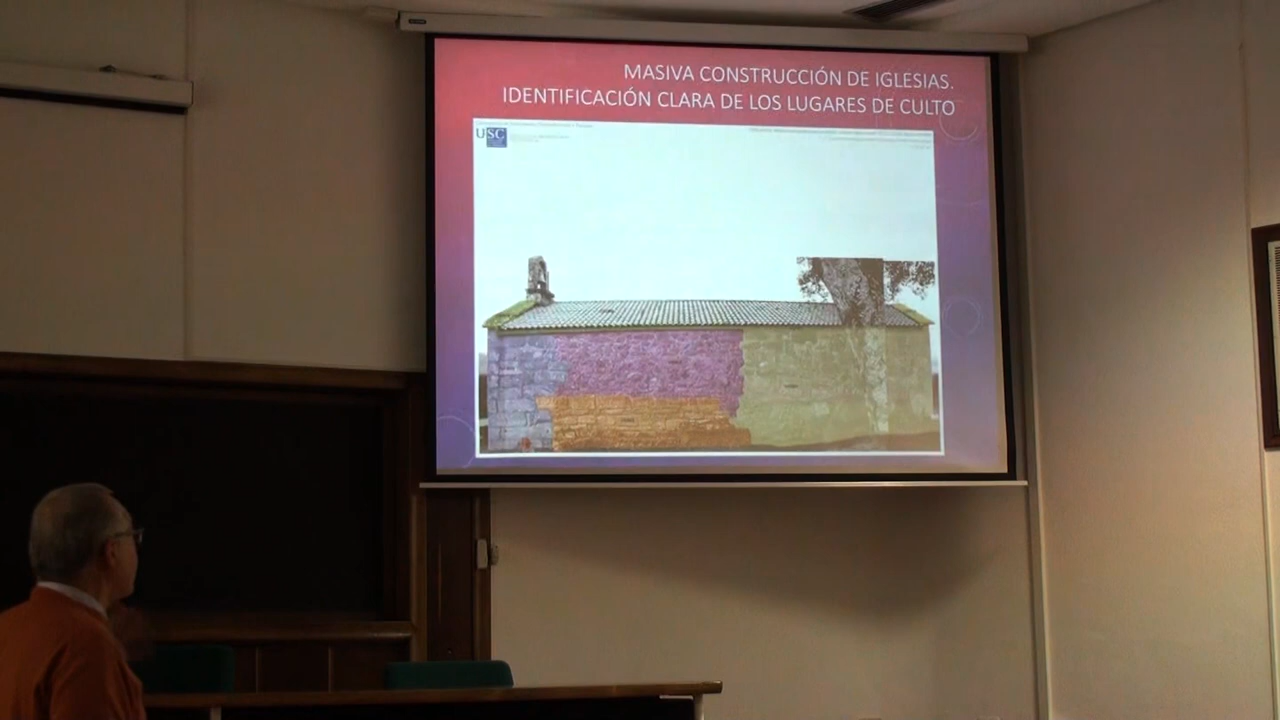 MASIVA CONSTRUCCIÓN DE IGLESIAS.
IDENTIFICACIÓN CLARA DE LOS LUGARES DE CULTO
USC